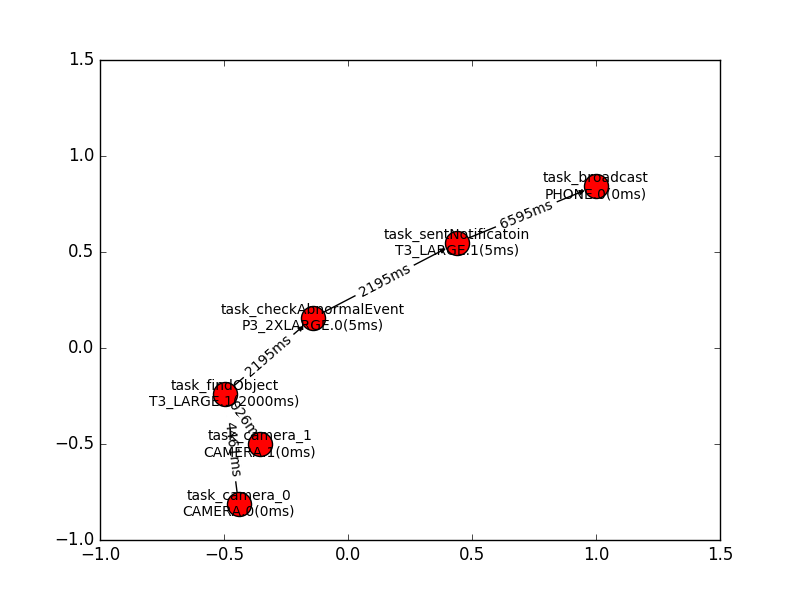 1.5
1.0
0.5
0.0
−0.5
−1.0
−1.0
−0.5
0.0
0.5
1.0
1.5
task_broadcast
PHONE.0(0ms)
6595ms
task_sentNotificatoin
T3_LARGE.1(5ms)
2195ms
task_checkAbnormalEvent
P3_2XLARGE.0(5ms)
2195ms
task_findObject
T3_LARGE.1(2000ms)
task_camera_1
CAMERA.1(0ms)
task_camera_0
CAMERA.0(0ms)